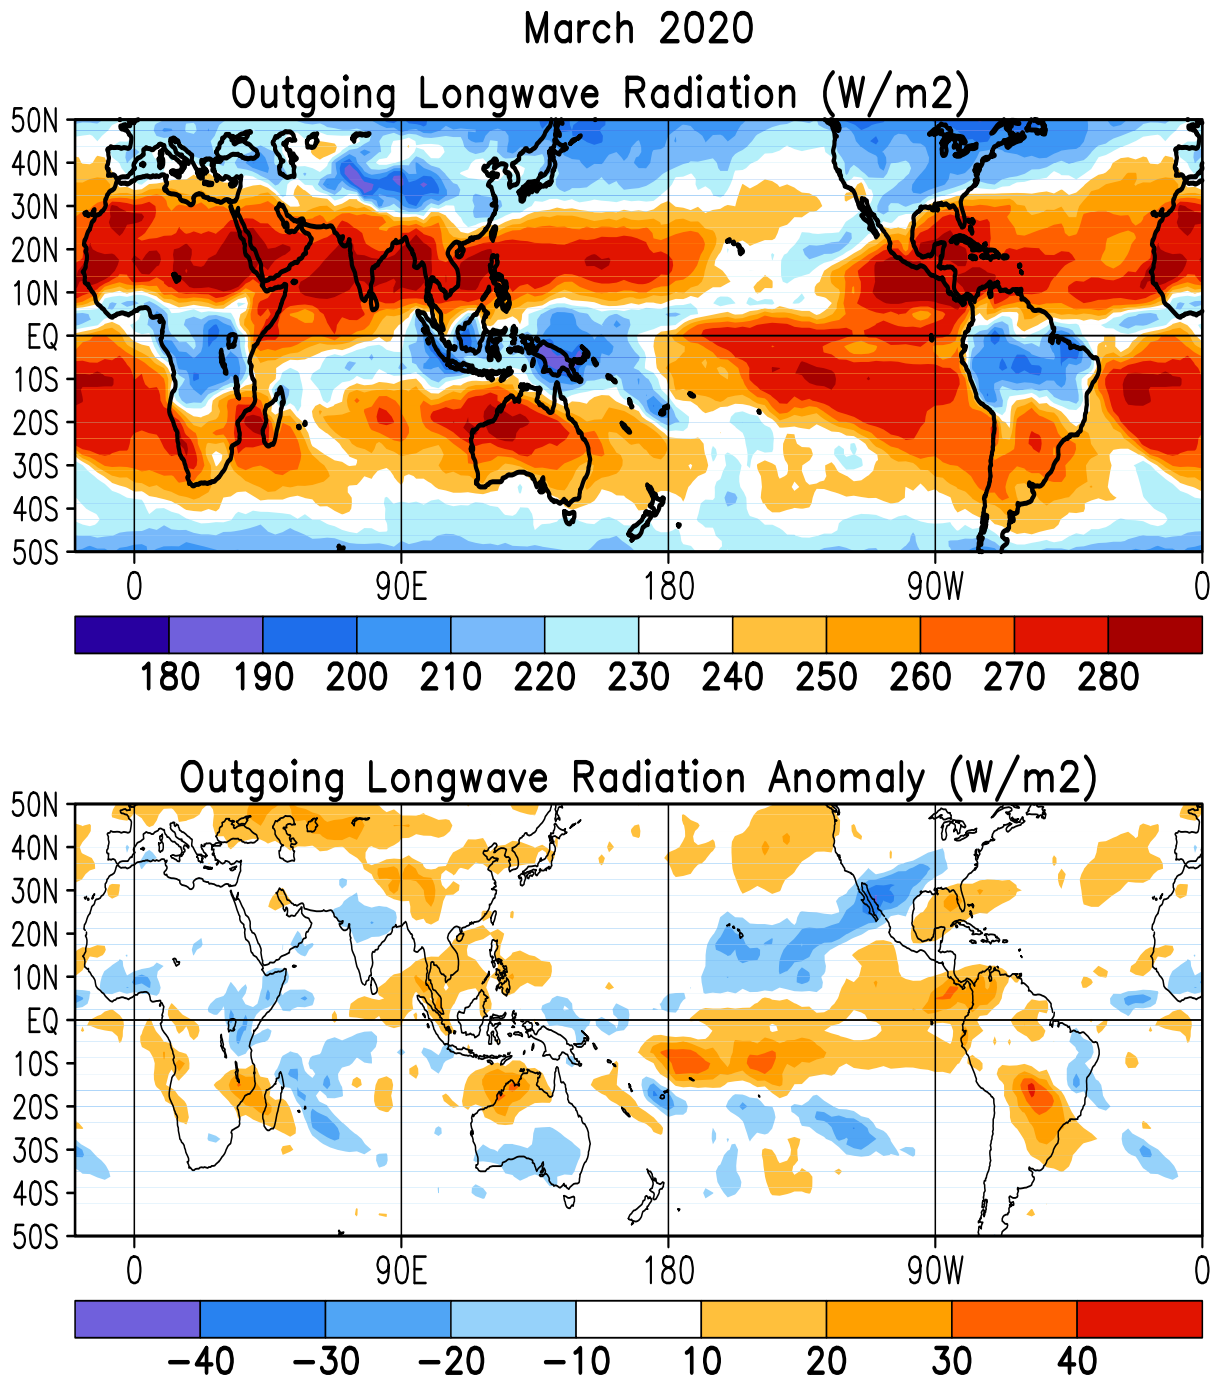 March 2020
Outgoing Longwave Radiation (W/m2)
50N
40N
30N
20N
10N
EQ
10S
20S
30S
40S
50S
0 90E 180 90W 0
180 190 200 210 220 230 240 250 260 270 280
Outgoing Longwave Radiation Anomaly (W/m2)
50N
40N
30N
20N
10N
EQ
10S
20S
30S
40S
50S
0 90E 180 90W 0
−40 −30 −20 −10 10 20 30 40